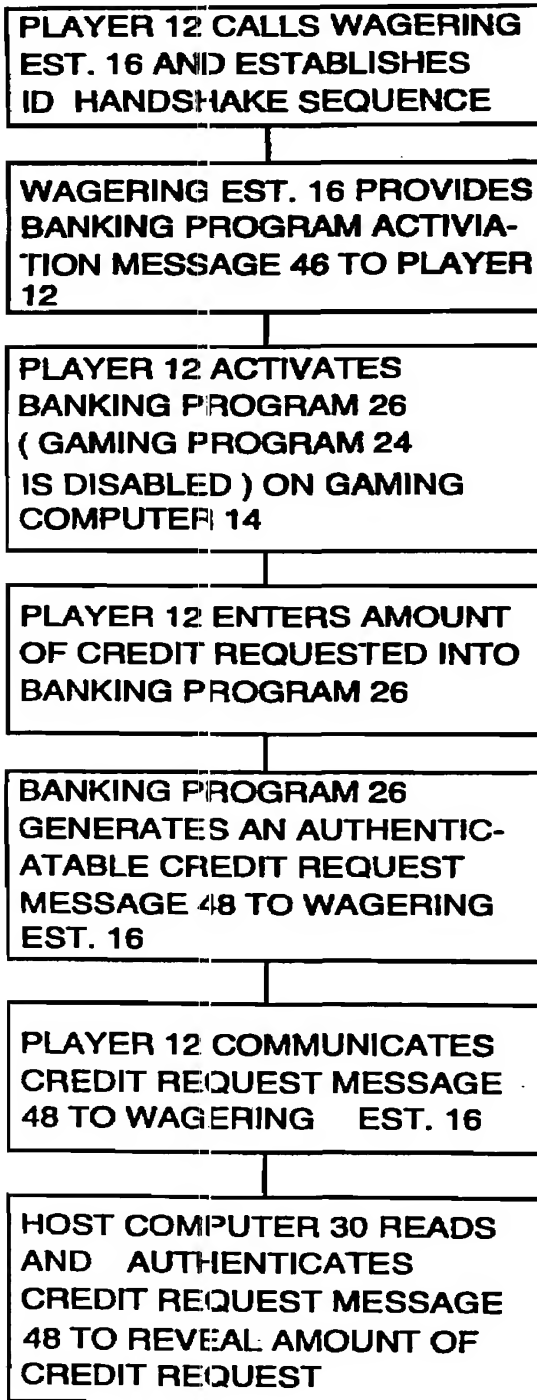 PLAYER 12 CALLS WAGERING
EST. 16 AND ESTABLISHES
ID HANDSHAKE SEQUENCE
WAGERING EST. 16 PROVIDES
BANKING PROGRAM ACTIVIA-
TION MESSAGE 46 TO PLAYER
12
PLAYER 12 ACTIVATES
BANKING PROGRAM 26
( GAMING PROGRAM 24
IS DISABLED ) ON GAMING
COMPUTER 14
PLAYER 12 ENTERS AMOUNT
OF CREDIT REQUESTED INTO
BANKING PROGRAM 26
BANKING PROGRAM 26
GENERATES AN AUTHENTIC-
ATABLE CREDIT REQUEST
MESSAGE 48 TO WAGERING
EST. 16
PLAYER 12 COMMUNICATES
CREDIT REQUEST MESSAGE
48 TO WAGERING EST. 16
HOST COMPUTER 30 READS
AND AUTHENTICATES
CREDIT REQUEST MESSAGE
48 TO REVEAL AMOUNT OF
CREDIT REQUEST